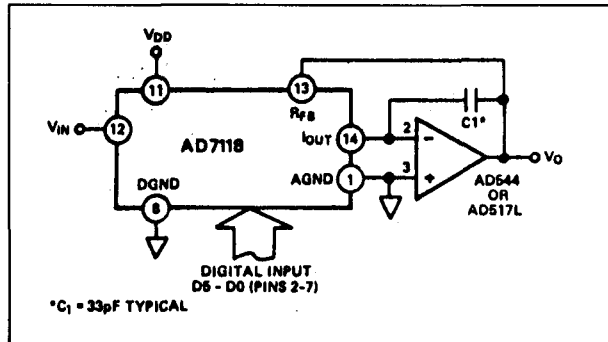 VDD
11
13
RFB
C1*
VIN
12
AD7118
IOUT
14
2
−
AGND
1
3
+
VO
AD544
OR
AD517L
DGND
8
DIGITAL INPUT
D5 - D0 (PINS 2-7)
*C1 = 33pF TYPICAL